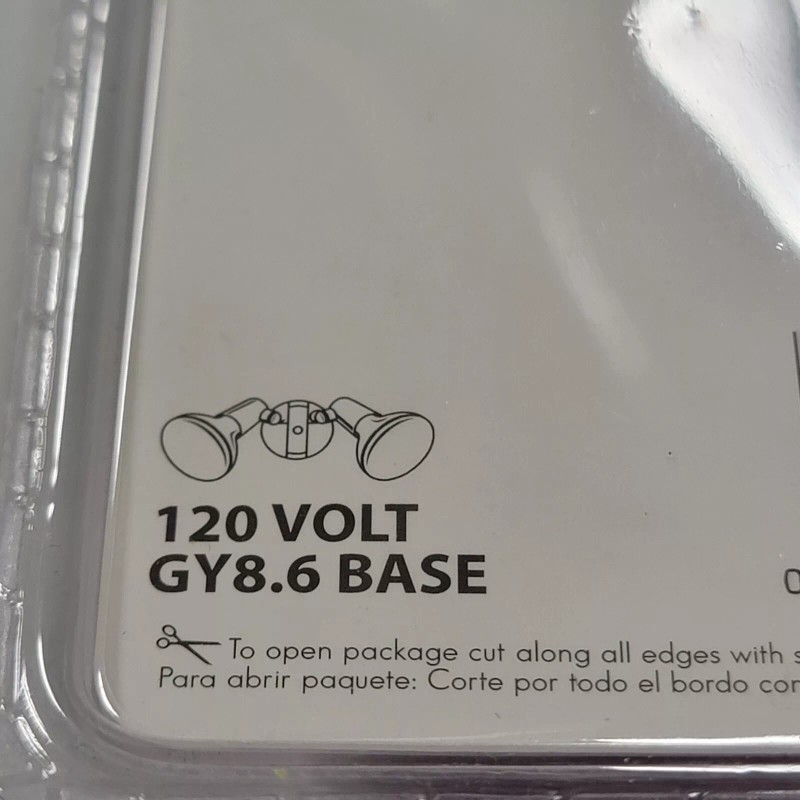 120 VOLT
GY8.6 BASE
To open package cut along all edges with
Para abrir paquete: Corte por todo el bordo